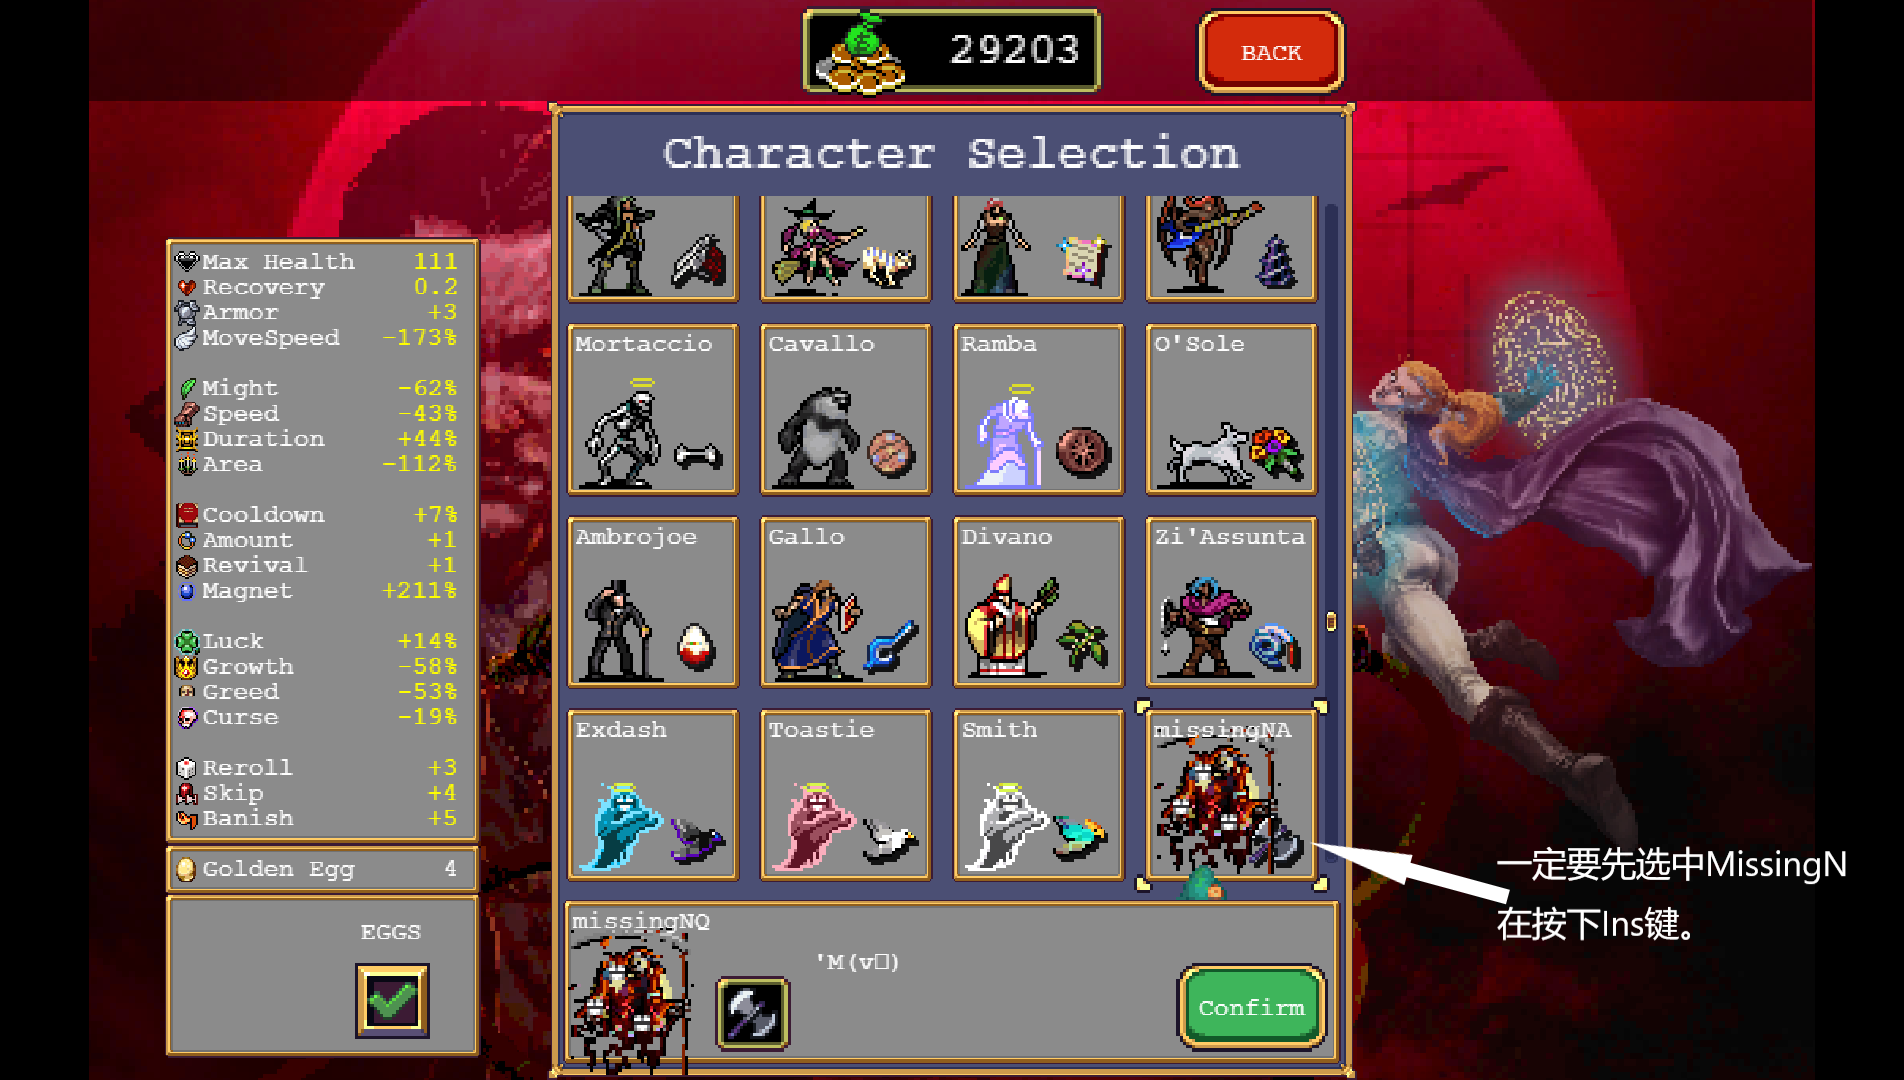 29203
BACK
Character Selection
Max Health 111
Recovery 0.2
Armor +3
MoveSpeed -173%
Might -62%
Speed -43%
Duration +44%
Area -112%
Cooldown +7%
Amount +1
Revival +1
Magnet +211%
Luck +14%
Growth -58%
Greed -53%
Curse -19%
Reroll +3
Skip +4
Banish +5
Golden Egg 4
EGGS
Mortaccio Cavallo Ramba O'Sole
Ambrojoe Gallo Divano Zi'Assunta
Exdash Toastie Smith missingNA
一定要先选中MissingN
在按下Ins键。
missingNQ
'M(v□)
Confirm